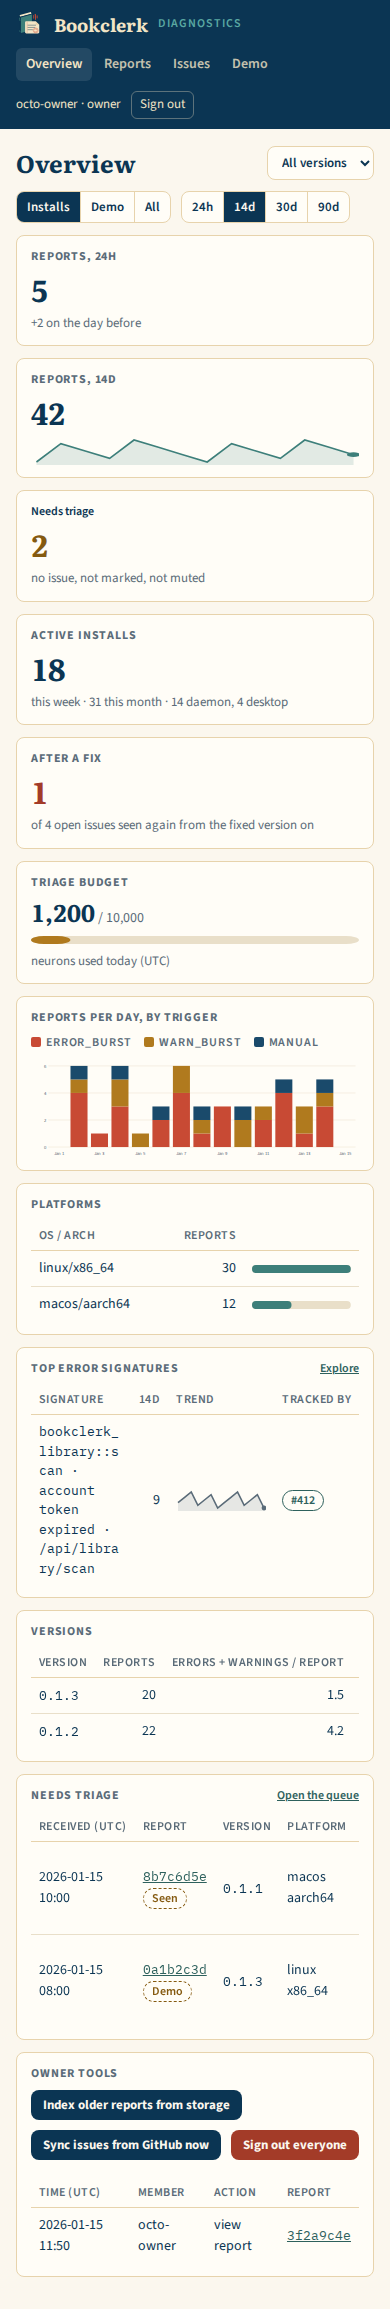 Bookclerk DIAGNOSTICS
Overview Reports Issues Demo
octo-owner · owner Sign out
Overview All versions
Installs Demo All 24h 14d 30d 90d
REPORTS, 24H
5
+2 on the day before
REPORTS, 14D
42
Needs triage
2
no issue, not marked, not muted
ACTIVE INSTALLS
18
this week · 31 this month · 14 daemon, 4 desktop
AFTER A FIX
1
of 4 open issues seen again from the fixed version on
TRIAGE BUDGET
1,200 / 10,000
neurons used today (UTC)
REPORTS PER DAY, BY TRIGGER
ERROR_BURST WARN_BURST MANUAL
PLATFORMS
OS / ARCH REPORTS
linux/x86_64 30
macos/aarch64 12
TOP ERROR SIGNATURES Explore
SIGNATURE 14D TREND TRACKED BY
bookclerk_
library::s
can ·
account
token
expired ·
/api/libra
ry/scan
9 #412
VERSIONS
VERSION REPORTS ERRORS + WARNINGS / REPORT
0.1.3 20 1.5
0.1.2 22 4.2
NEEDS TRIAGE Open the queue
RECEIVED (UTC) REPORT VERSION PLATFORM
2026-01-15 8b7c6d5e 0.1.1 macos
10:00 Seen aarch64
2026-01-15 0a1b2c3d 0.1.3 linux
08:00 Demo x86_64
OWNER TOOLS
Index older reports from storage
Sync issues from GitHub now Sign out everyone
TIME (UTC) MEMBER ACTION REPORT
2026-01-15 octo- view 3f2a9c4e
11:50 owner report